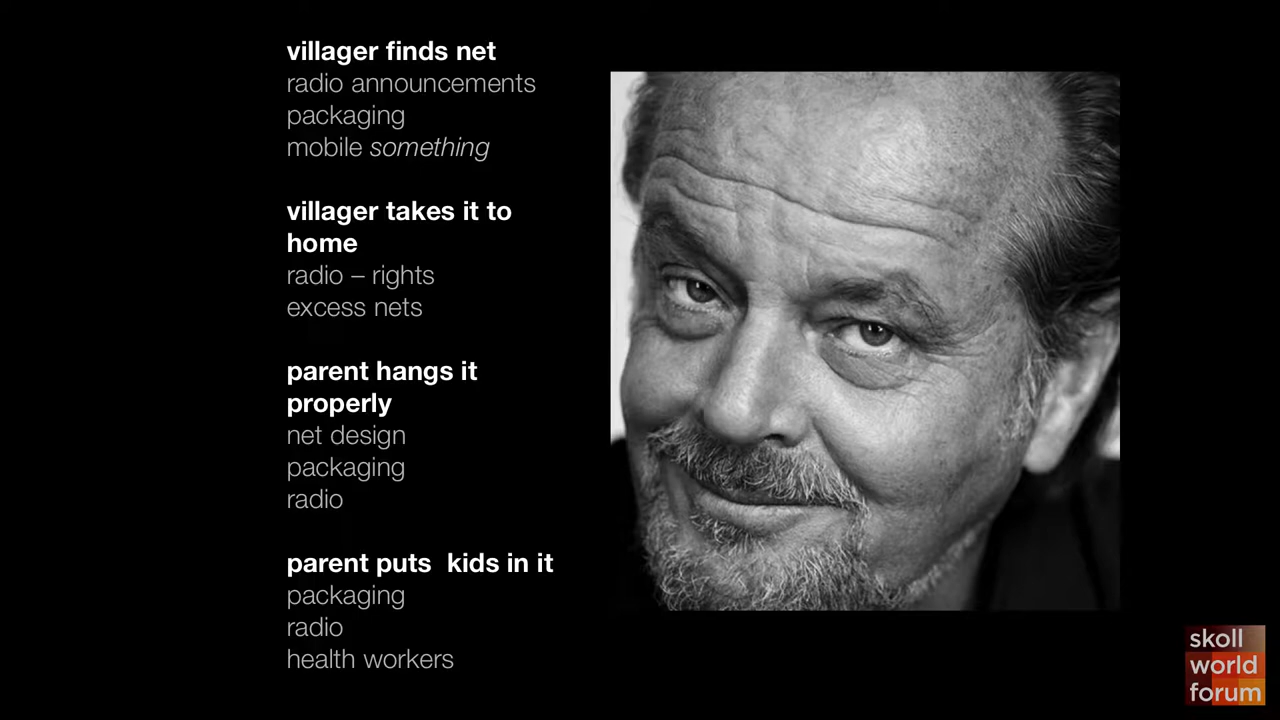 villager finds net
radio announcements
packaging
mobile something
villager takes it to
home
radio – rights
excess nets
parent hangs it
properly
net design
packaging
radio
parent puts  kids in it
packaging
radio
health workers
skoll
world
forum